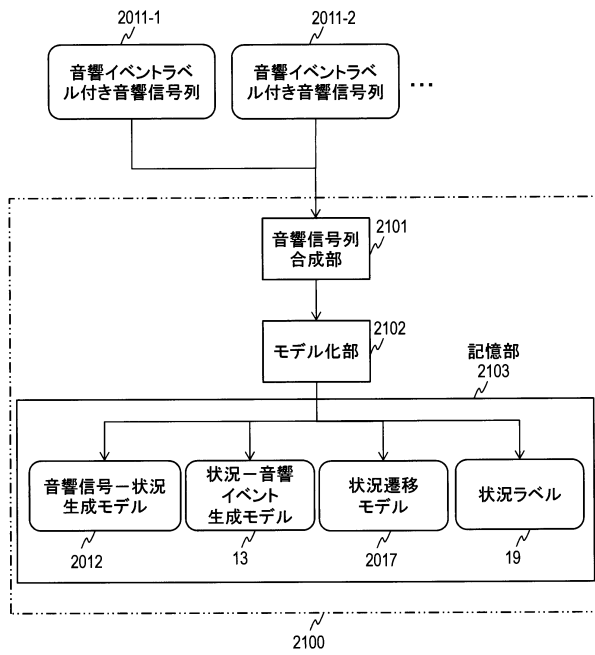 2011-1
2011-2
音響イベントラベ
ル付き音響信号列
音響イベントラベ
ル付き音響信号列
…
音響信号列
合成部
2101
モデル化部
2102
記憶部
2103
音響信号－状況
生成モデル
状況－音響
イベント
生成モデル
状況遷移
モデル
状況ラベル
2012
13
2017
19
2100